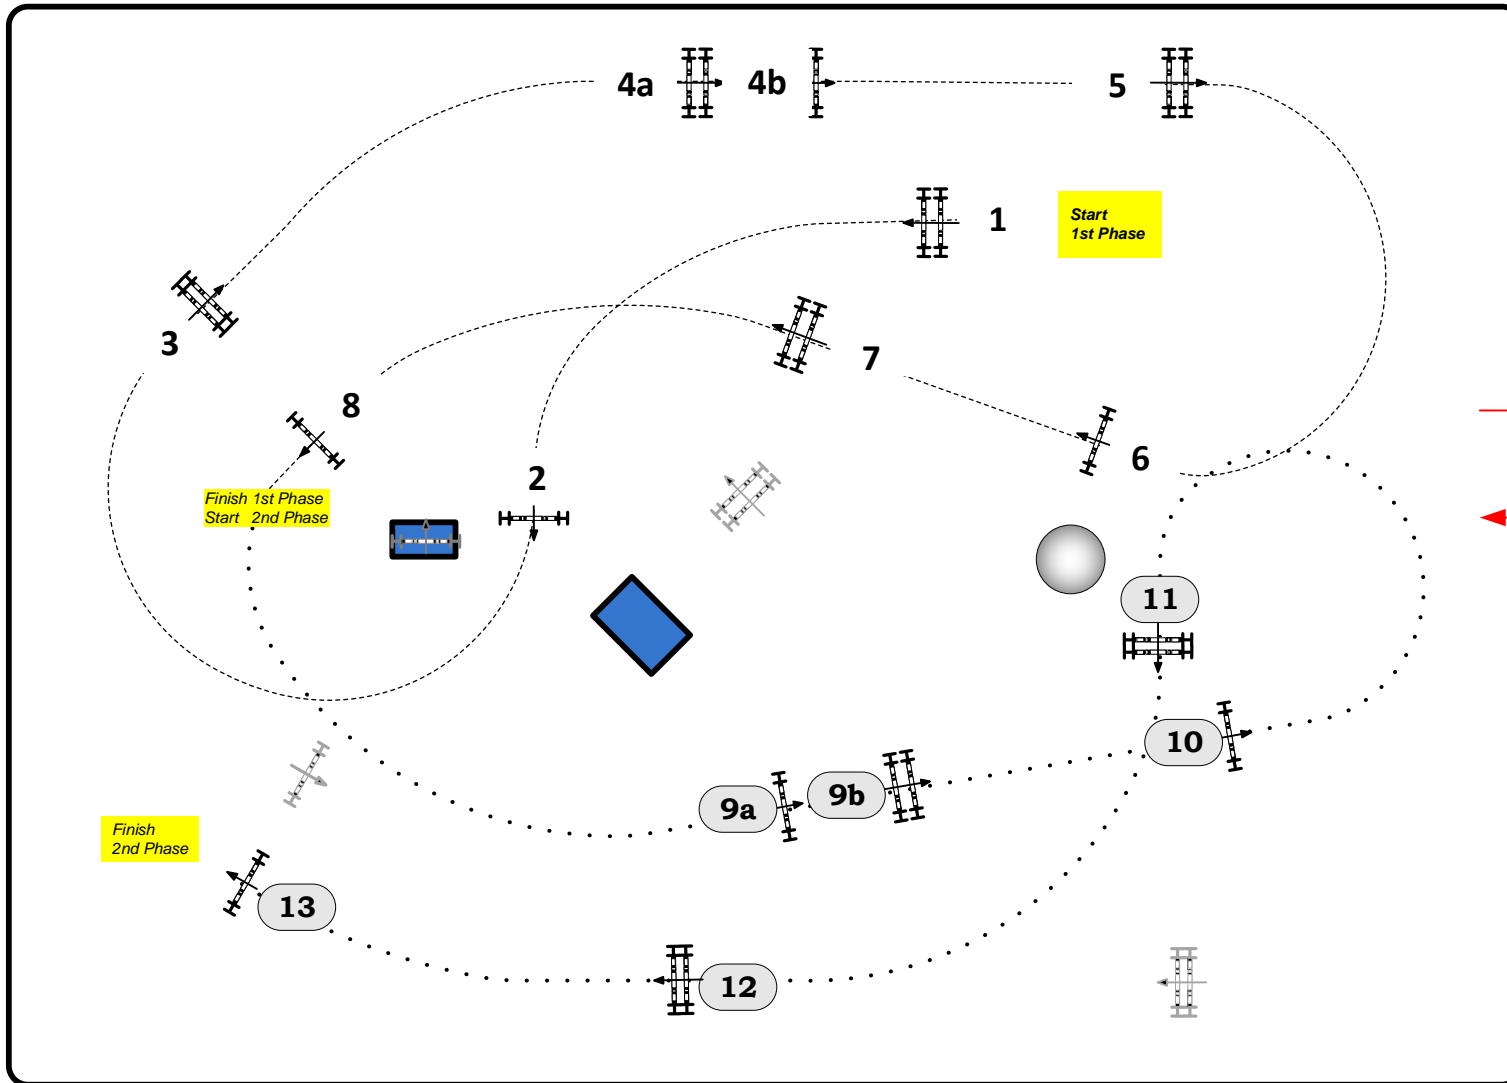 4a
4b
5
1
Start
1st Phase
3
7
8
6
2
Finish 1st Phase
Start 2nd Phase
11
10
9a
9b
Finish
2nd Phase
13
12